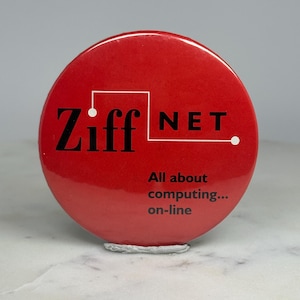 Ziff NET
All about
computing...
on-line